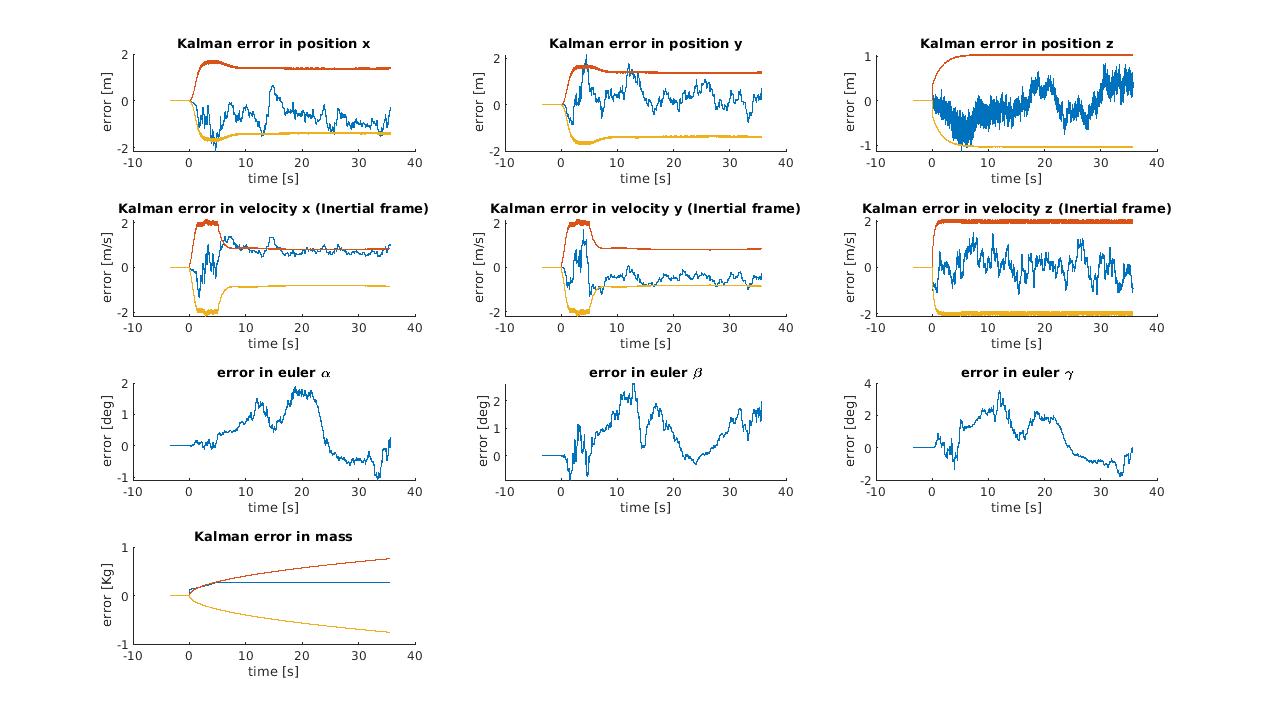 Kalman error in position x
error [m]
2
0
-2
-10 0 10 20 30 40
time [s]
Kalman error in position y
error [m]
2
0
-2
-10 0 10 20 30 40
time [s]
Kalman error in position z
error [m]
1
0
-1
-10 0 10 20 30 40
time [s]
Kalman error in velocity x (Inertial frame)
error [m/s]
2
0
-2
-10 0 10 20 30 40
time [s]
Kalman error in velocity y (Inertial frame)
error [m/s]
2
0
-2
-10 0 10 20 30 40
time [s]
Kalman error in velocity z (Inertial frame)
error [m/s]
2
0
-2
-10 0 10 20 30 40
time [s]
error in euler α
error [deg]
2
1
0
-1
-10 0 10 20 30 40
time [s]
error in euler β
error [deg]
2
1
0
-10 0 10 20 30 40
time [s]
error in euler γ
error [deg]
4
2
0
-2
-10 0 10 20 30 40
time [s]
Kalman error in mass
error [Kg]
1
0
-1
-10 0 10 20 30 40
time [s]